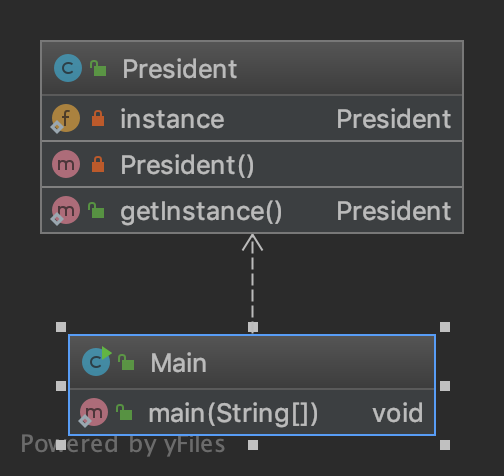 President
instance President
President()
getInstance() President
Main
main(String[]) void
Powered by yFiles